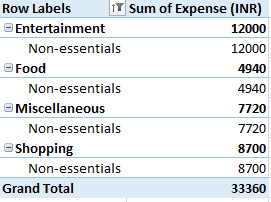 Row Labels Sum of Expense (INR)
Entertainment 12000
Non-essentials 12000
Food 4940
Non-essentials 4940
Miscellaneous 7720
Non-essentials 7720
Shopping 8700
Non-essentials 8700
Grand Total 33360